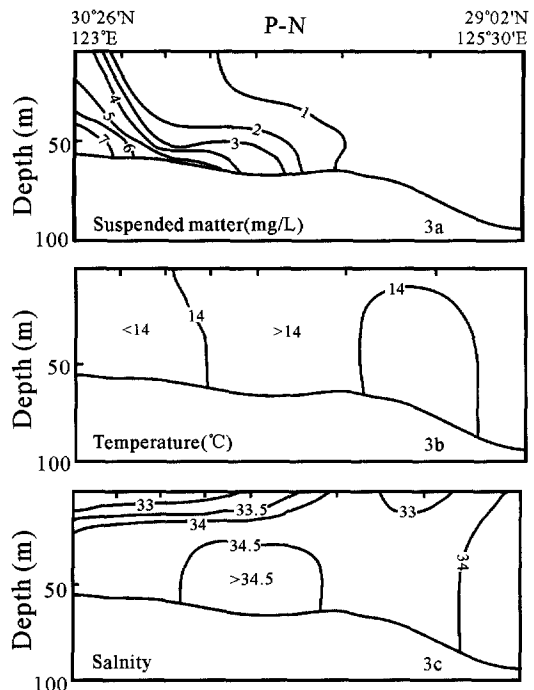 30°26′N P-N 29°02′N
123°E 125°30′E
Depth (m)
50
100
1
2
3
4
5
6
7
Suspended matter(mg/L) 3a
Depth (m)
50
100
<14 14 >14 14
Temperature(℃) 3b
Depth (m)
50
100
33 33.5 33
34
34.5 34
>34.5
Salnity 3c